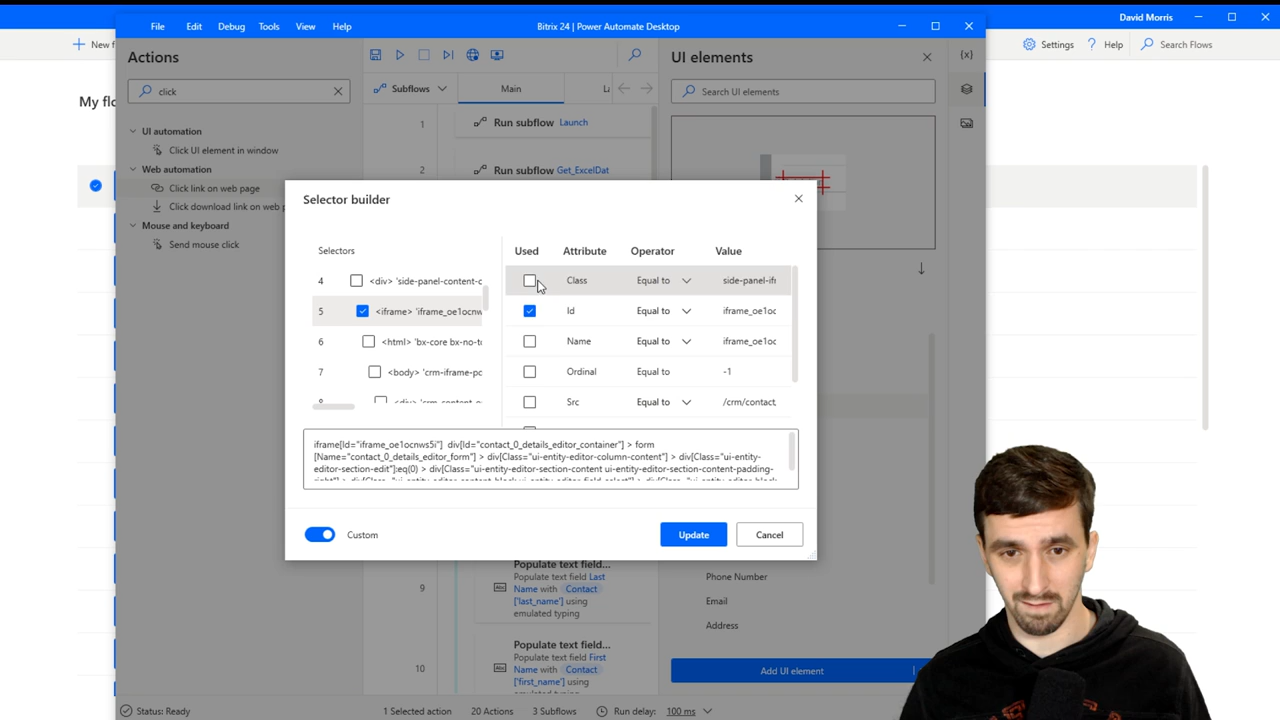 File Edit Debug Tools View Help
Bitrix 24 | Power Automate Desktop
David Morris
New f
Settings
Help
Search Flows
My flo
Actions
click
UI automation
Click UI element in window
Web automation
Click link on web page
Click download link on web p
Mouse and keyboard
Send mouse click
Subflows
Main
La
1
Run subflow Launch
2
Run subflow Get_ExcelDat
UI elements
Search UI elements
{x}
Selector builder
Selectors
4 <div> 'side-panel-content-c
5 <iframe> 'iframe_oe1ocnw
6 <html> 'bx-core bx-no-to
7 <body> 'crm-iframe-po
Used Attribute Operator Value
Class Equal to side-panel-ifr
Id Equal to iframe_oe1oc
Name Equal to iframe_oe1oc
Ordinal Equal to -1
Src Equal to /crm/contact,
iframe[Id="iframe_oe1ocnws5i"] div[Id="contact_0_details_editor_container"] > form
[Name="contact_0_details_editor_form"] > div[Class="ui-entity-editor-column-content"] > div[Class="ui-entity-
editor-section-edit"]:eq(0) > div[Class="ui-entity-editor-section-content ui-entity-editor-section-content-padding-
Custom
Update
Cancel
9
Populate text field...
Populate text field Last
Name with Contact
['last_name'] using
emulated typing
10
Populate text field...
Populate text field First
Name with Contact
['first_name'] using
emulated typing
Phone Number
Email
Address
Add UI element
Status: Ready
1 Selected action
20 Actions
3 Subflows
Run delay: 100 ms